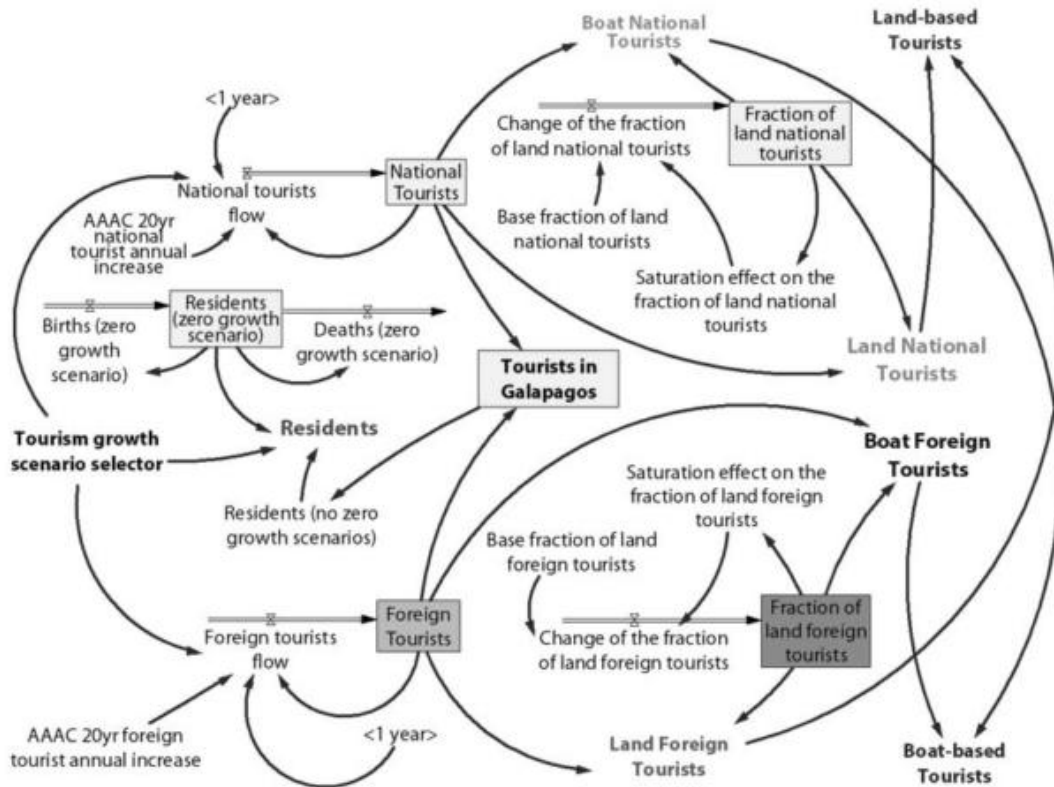 Boat National
Tourists
Land-based
Tourists
<1 year>
Change of the fraction
of land national tourists
Fraction of
land national
tourists
National tourists
flow
National
Tourists
AAAC 20yr
national
tourist annual
increase
Base fraction of land
national tourists
Saturation effect on the
fraction of land national
tourists
Births (zero
growth
scenario)
Residents
(zero growth
scenario)
Deaths (zero
growth scenario)
Land National
Tourists
Tourists in
Galapagos
Tourism growth
scenario selector
Residents
Boat Foreign
Tourists
Residents (no zero
growth scenarios)
Saturation effect on the
fraction of land foreign
tourists
Base fraction of land
foreign tourists
Foreign tourists
flow
Foreign
Tourists
Change of the fraction
of land foreign tourists
Fraction of
land foreign
tourists
AAAC 20yr foreign
tourist annual increase
<1 year>
Land Foreign
Tourists
Boat-based
Tourists